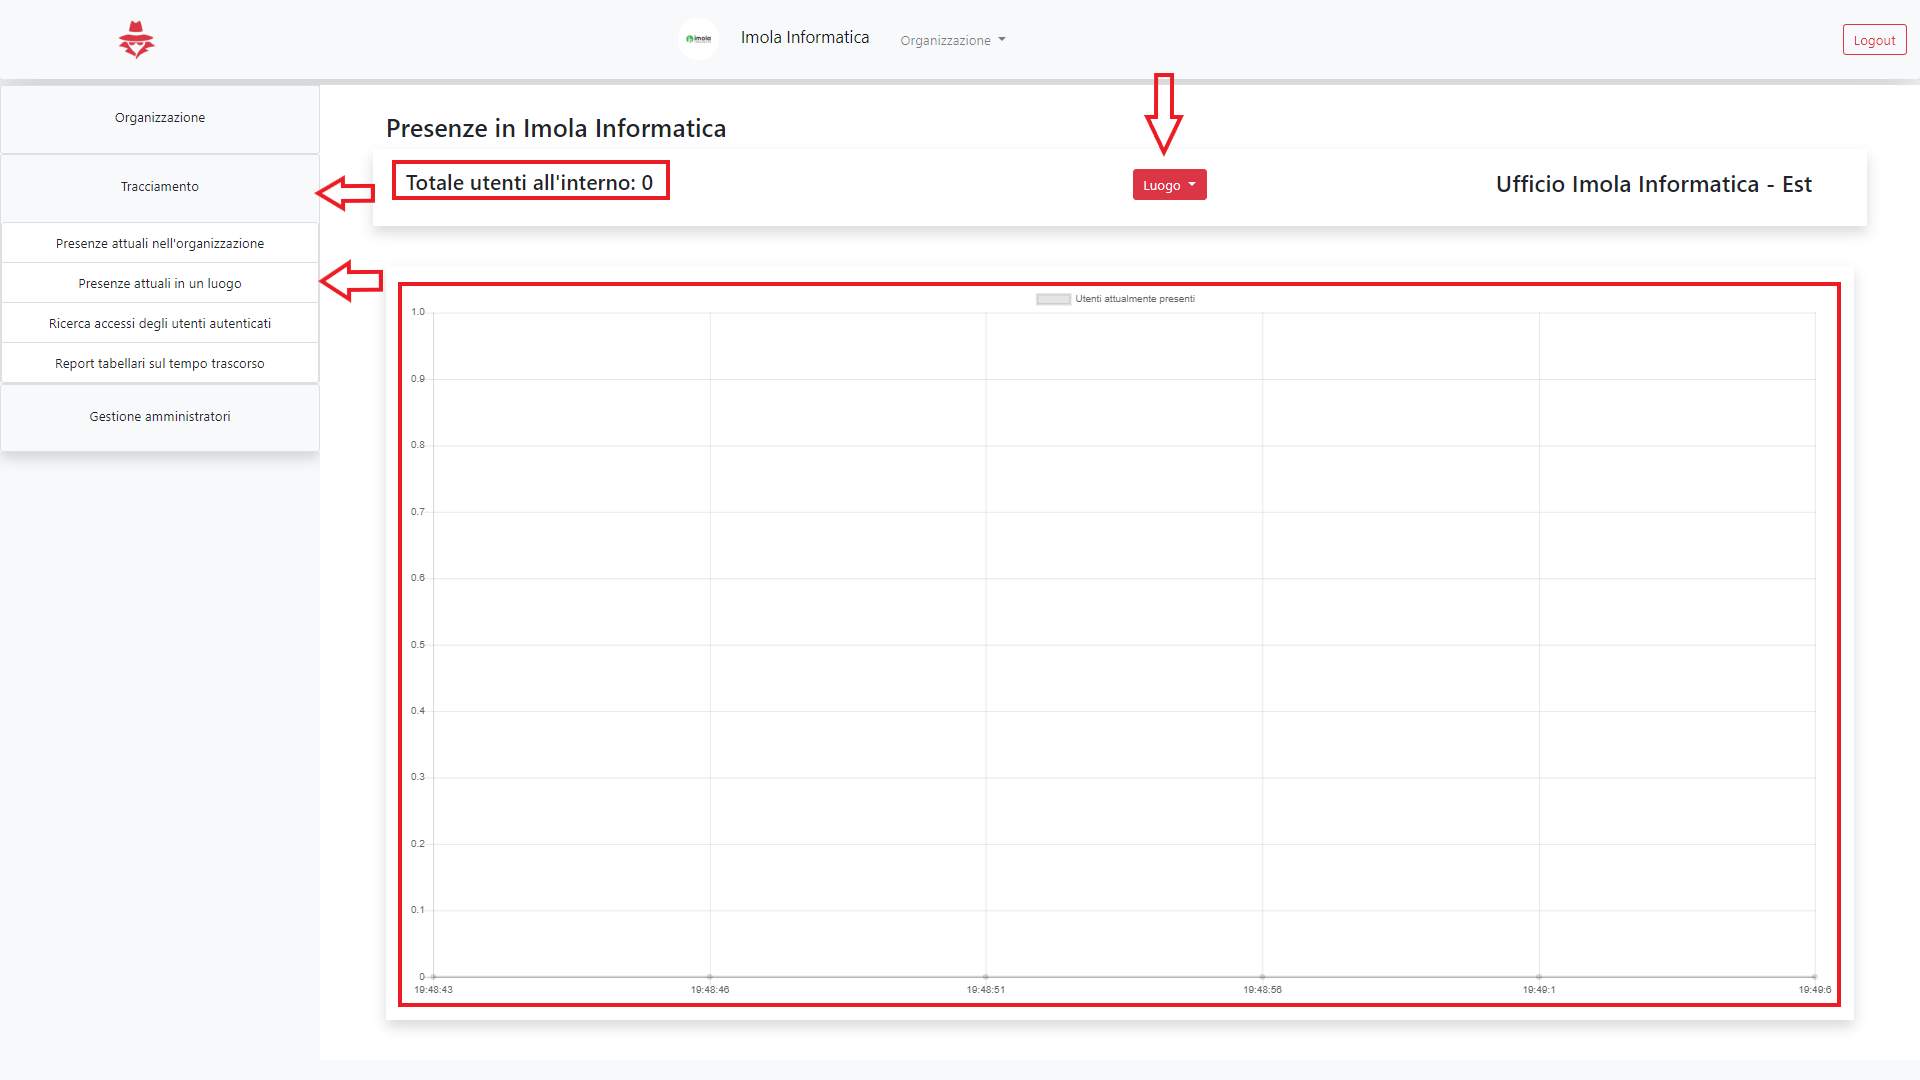 imola
Imola Informatica
Organizzazione
Logout
Organizzazione
Tracciamento
Presenze attuali nell'organizzazione
Presenze attuali in un luogo
Ricerca accessi degli utenti autenticati
Report tabellari sul tempo trascorso
Gestione amministratori
Presenze in Imola Informatica
Totale utenti all'interno: 0
Luogo
Ufficio Imola Informatica - Est
Utenti attualmente presenti
1.0
0.9
0.8
0.7
0.6
0.5
0.4
0.3
0.2
0.1
0
19:48:43 19:48:46 19:48:51 19:48:56 19:49:1 19:49:6